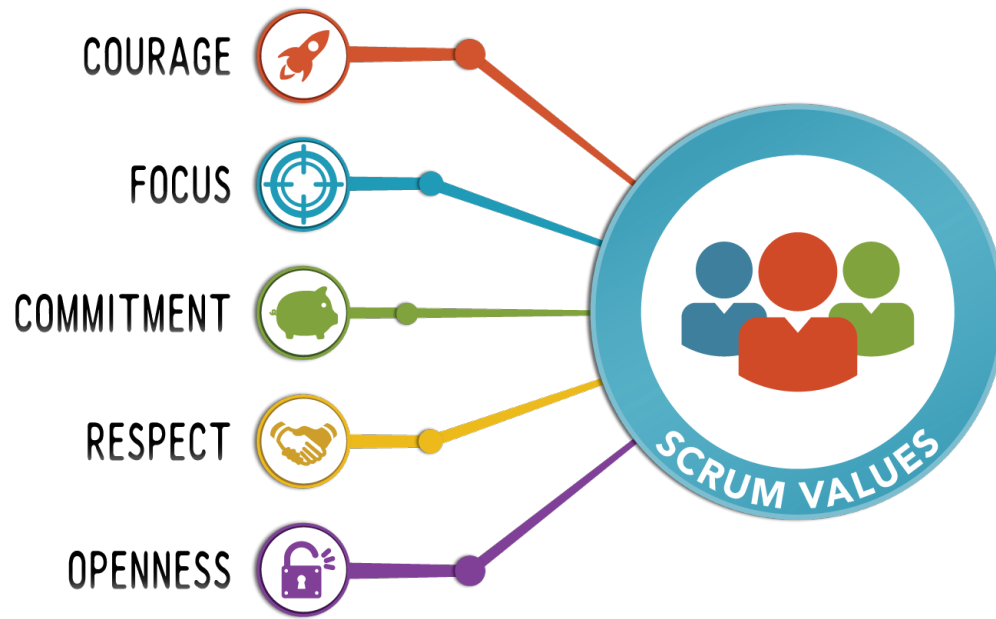 COURAGE
FOCUS
COMMITMENT
RESPECT
OPENNESS
SCRUM VALUES